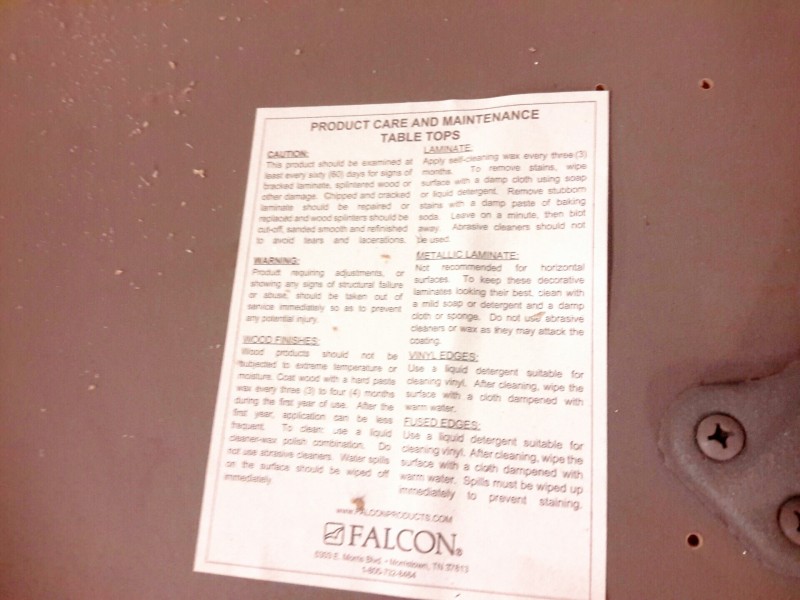 PRODUCT CARE AND MAINTENANCE
TABLE TOPS
CAUTION:
This product should be examined at
least every sixty (60) days for signs of
cracked laminate, splintered wood or
other damage. Chipped and cracked
laminate should be repaired or
replaced and wood splinters should be
cut-off, sanded smooth and refinished
to avoid tears and lacerations.
WARNING:
Product requiring adjustments, or
showing any signs of structural failure
or abuse, should be taken out of
service immediately so as to prevent
any potential injury.
WOOD FINISHES:
Wood products should not be
subjected to extreme temperature or
moisture. Coat wood with a hard paste
wax every three (3) to four (4) months
during the first year of use. After the
first year, application can be less
frequent. To clean: use a liquid
cleaner-wax polish combination. Do
not use abrasive cleaners. Water spills
on the surface should be wiped off
immediately.
LAMINATE:
Apply self-cleaning wax every three (3)
months. To remove stains, wipe
surface with a damp cloth using soap
or liquid detergent. Remove stubborn
stains with a damp paste of baking
soda. Leave on a minute, then blot
away. Abrasive cleaners should not
be used.
METALLIC LAMINATE:
Not recommended for horizontal
surfaces. To keep these decorative
laminates looking their best, clean with
a mild soap or detergent and a damp
cloth or sponge. Do not use abrasive
cleaners or wax as they may attack the
coating.
VINYL EDGES:
Use a liquid detergent suitable for
cleaning vinyl. After cleaning, wipe the
surface with a cloth dampened with
warm water.
FUSED EDGES:
Use a liquid detergent suitable for
cleaning vinyl. After cleaning, wipe the
surface with a cloth dampened with
warm water. Spills must be wiped up
immediately to prevent staining.
www.FALCONPRODUCTS.COM
FALCON®
E. Morris Blvd. • Morristown, TN 37813